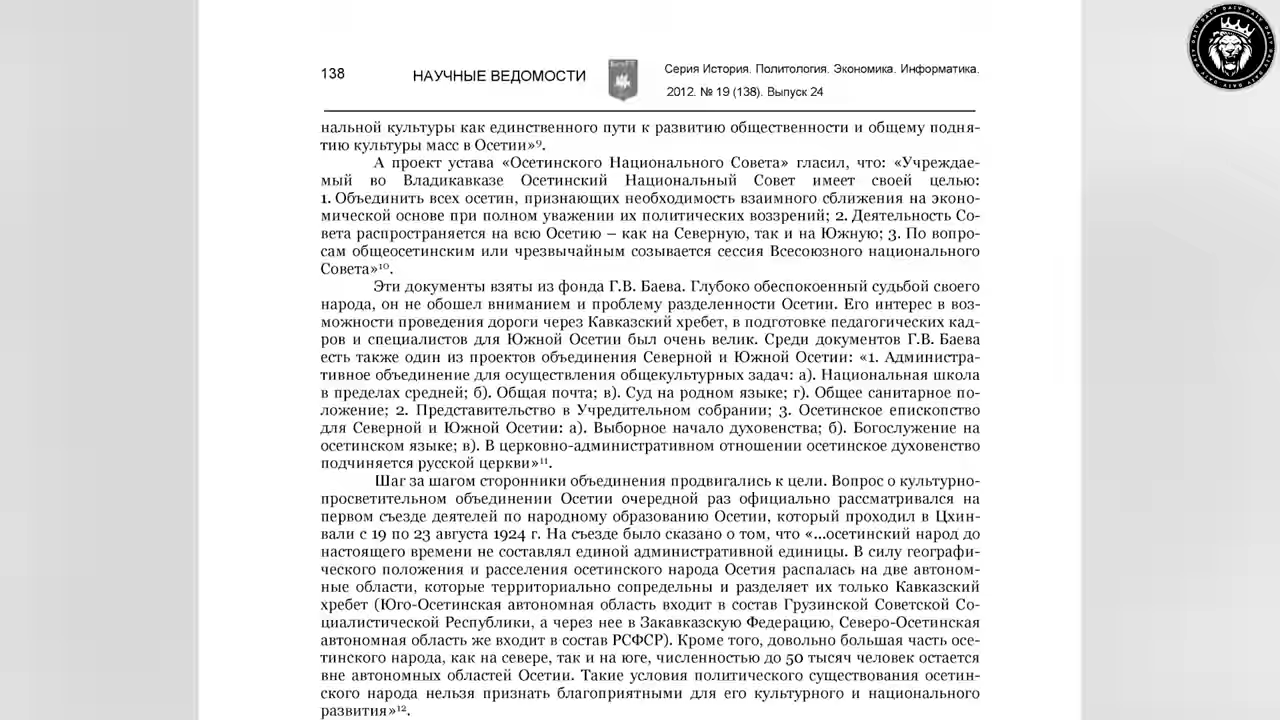 138
НАУЧНЫЕ ВЕДОМОСТИ
Серия История. Политология. Экономика. Информатика.
2012. № 19 (138). Выпуск 24
нальной культуры как единственного пути к развитию общественности и общему подня-
тию культуры масс в Осетии»⁹.
А проект устава «Осетинского Национального Совета» гласил, что: «Учреждае-
мый во Владикавказе Осетинский Национальный Совет имеет своей целью:
1. Объединить всех осетин, признающих необходимость взаимного сближения на эконо-
мической основе при полном уважении их политических воззрений; 2. Деятельность Со-
вета распространяется на всю Осетию – как на Северную, так и на Южную; 3. По вопро-
сам общеосетинским или чрезвычайным созывается сессия Всесоюзного национального
Совета»¹⁰.
Эти документы взяты из фонда Г.В. Баева. Глубоко обеспокоенный судьбой своего
народа, он не обошел вниманием и проблему разделенности Осетии. Его интерес в воз-
можности проведения дороги через Кавказский хребет, в подготовке педагогических кад-
ров и специалистов для Южной Осетии был очень велик. Среди документов Г.В. Баева
есть также один из проектов объединения Северной и Южной Осетии: «1. Администра-
тивное объединение для осуществления общекультурных задач: а). Национальная школа
в пределах средней; б). Общая почта; в). Суд на родном языке; г). Общее санитарное по-
ложение; 2. Представительство в Учредительном собрании; 3. Осетинское епископство
для Северной и Южной Осетии: а). Выборное начало духовенства; б). Богослужение на
осетинском языке; в). В церковно-административном отношении осетинское духовенство
подчиняется русской церкви»¹¹.
Шаг за шагом сторонники объединения продвигались к цели. Вопрос о культурно-
просветительном объединении Осетии очередной раз официально рассматривался на
первом съезде деятелей по народному образованию Осетии, который проходил в Цхин-
вали с 19 по 23 августа 1924 г. На съезде было сказано о том, что «...осетинский народ до
настоящего времени не составлял единой административной единицы. В силу географи-
ческого положения и расселения осетинского народа Осетия распалась на две автоном-
ные области, которые территориально сопредельны и разделяет их только Кавказский
хребет (Юго-Осетинская автономная область входит в состав Грузинской Советской Со-
циалистической Республики, а через нее в Закавказскую Федерацию, Северо-Осетинская
автономная область же входит в состав РСФСР). Кроме того, довольно большая часть осе-
тинского народа, как на севере, так и на юге, численностью до 50 тысяч человек остается
вне автономных областей Осетии. Такие условия политического существования осетин-
ского народа нельзя признать благоприятными для его культурного и национального
развития»¹².